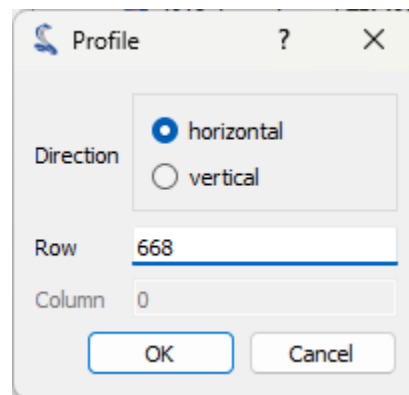 Profile ? ×
Direction
horizontal
vertical
Row 668
Column 0
OK Cancel